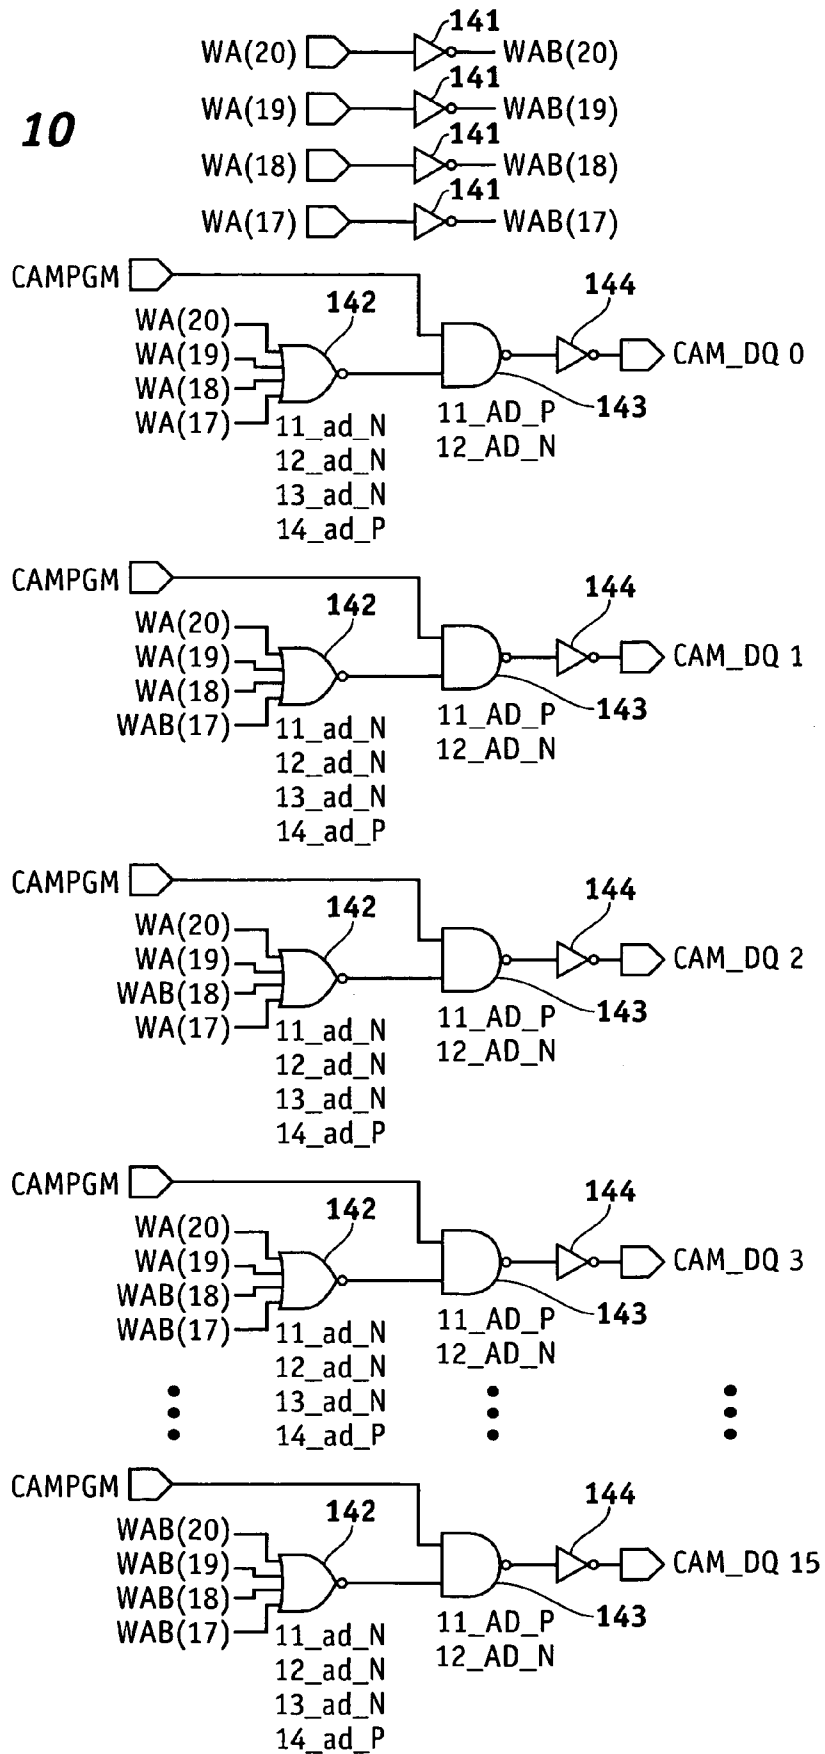 10
141
WA(20) WAB(20)
141
WA(19) WAB(19)
141
WA(18) WAB(18)
141
WA(17) WAB(17)
CAMPGM
142
144
WA(20)
WA(19)
WA(18)
WA(17)
CAM_DQ 0
143
11_ad_N
12_ad_N
13_ad_N
14_ad_P
11_AD_P
12_AD_N
CAMPGM
142
144
WA(20)
WA(19)
WA(18)
WAB(17)
CAM_DQ 1
143
11_ad_N
12_ad_N
13_ad_N
14_ad_P
11_AD_P
12_AD_N
CAMPGM
142
144
WA(20)
WA(19)
WAB(18)
WA(17)
CAM_DQ 2
143
11_ad_N
12_ad_N
13_ad_N
14_ad_P
11_AD_P
12_AD_N
CAMPGM
142
144
WA(20)
WA(19)
WAB(18)
WAB(17)
CAM_DQ 3
143
11_ad_N
12_ad_N
13_ad_N
14_ad_P
11_AD_P
12_AD_N
CAMPGM
142
144
WAB(20)
WAB(19)
WAB(18)
WAB(17)
CAM_DQ 15
143
11_ad_N
12_ad_N
13_ad_N
14_ad_P
11_AD_P
12_AD_N